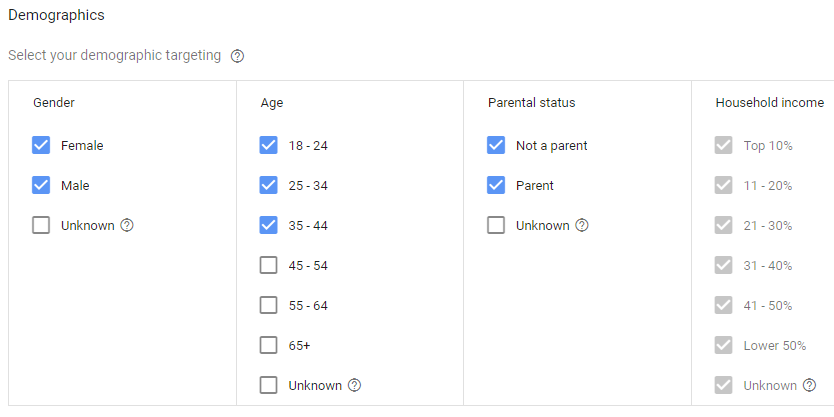 Demographics
Select your demographic targeting
Gender
Female
Male
Unknown
Age
18 - 24
25 - 34
35 - 44
45 - 54
55 - 64
65+
Unknown
Parental status
Not a parent
Parent
Unknown
Household income
Top 10%
11 - 20%
21 - 30%
31 - 40%
41 - 50%
Lower 50%
Unknown